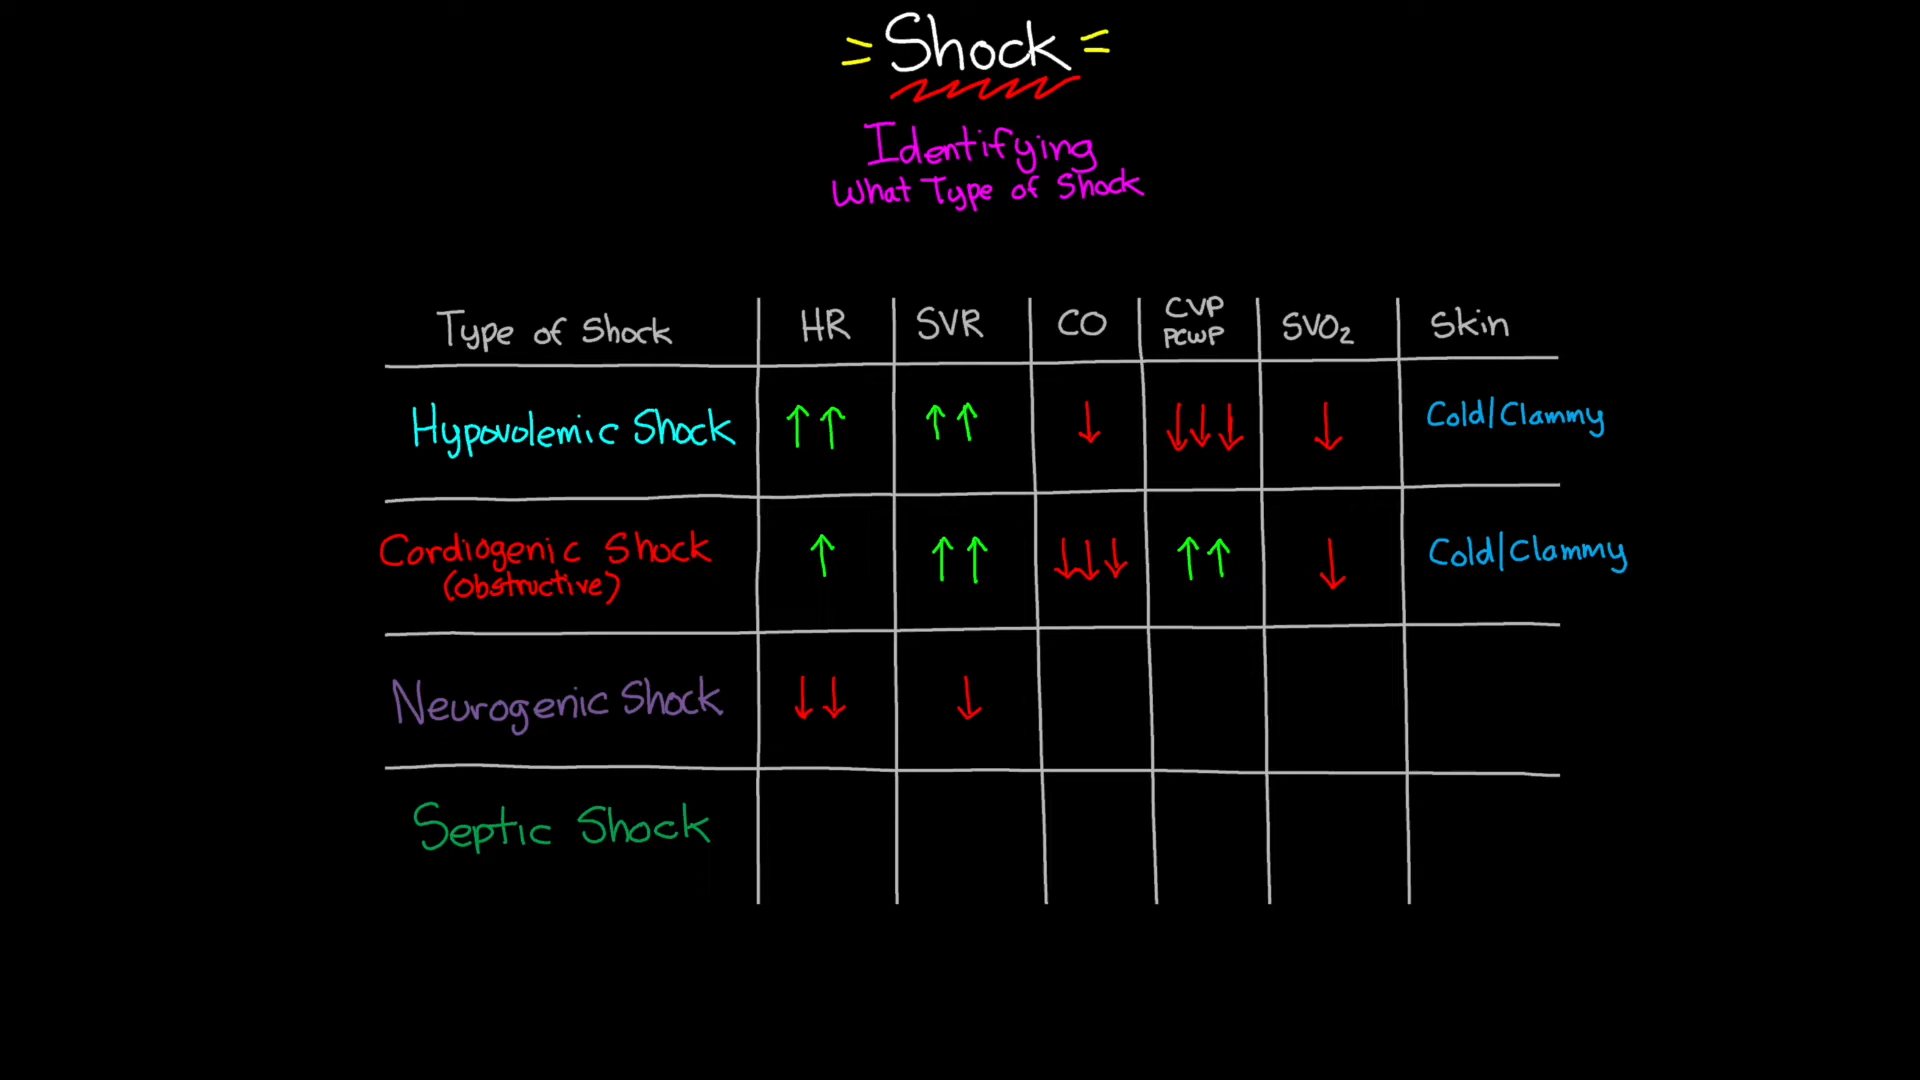 = Shock =
Identifying
What Type of Shock
Type of Shock HR SVR CO CVP PCWP SVO₂ Skin
Hypovolemic Shock ↑↑ ↑↑ ↓ ↓↓↓ ↓ Cold/Clammy
Cardiogenic Shock ↑ ↑↑ ↓↓↓ ↑↑ ↓ Cold/Clammy
(Obstructive)
Neurogenic Shock ↓↓ ↓
Septic Shock